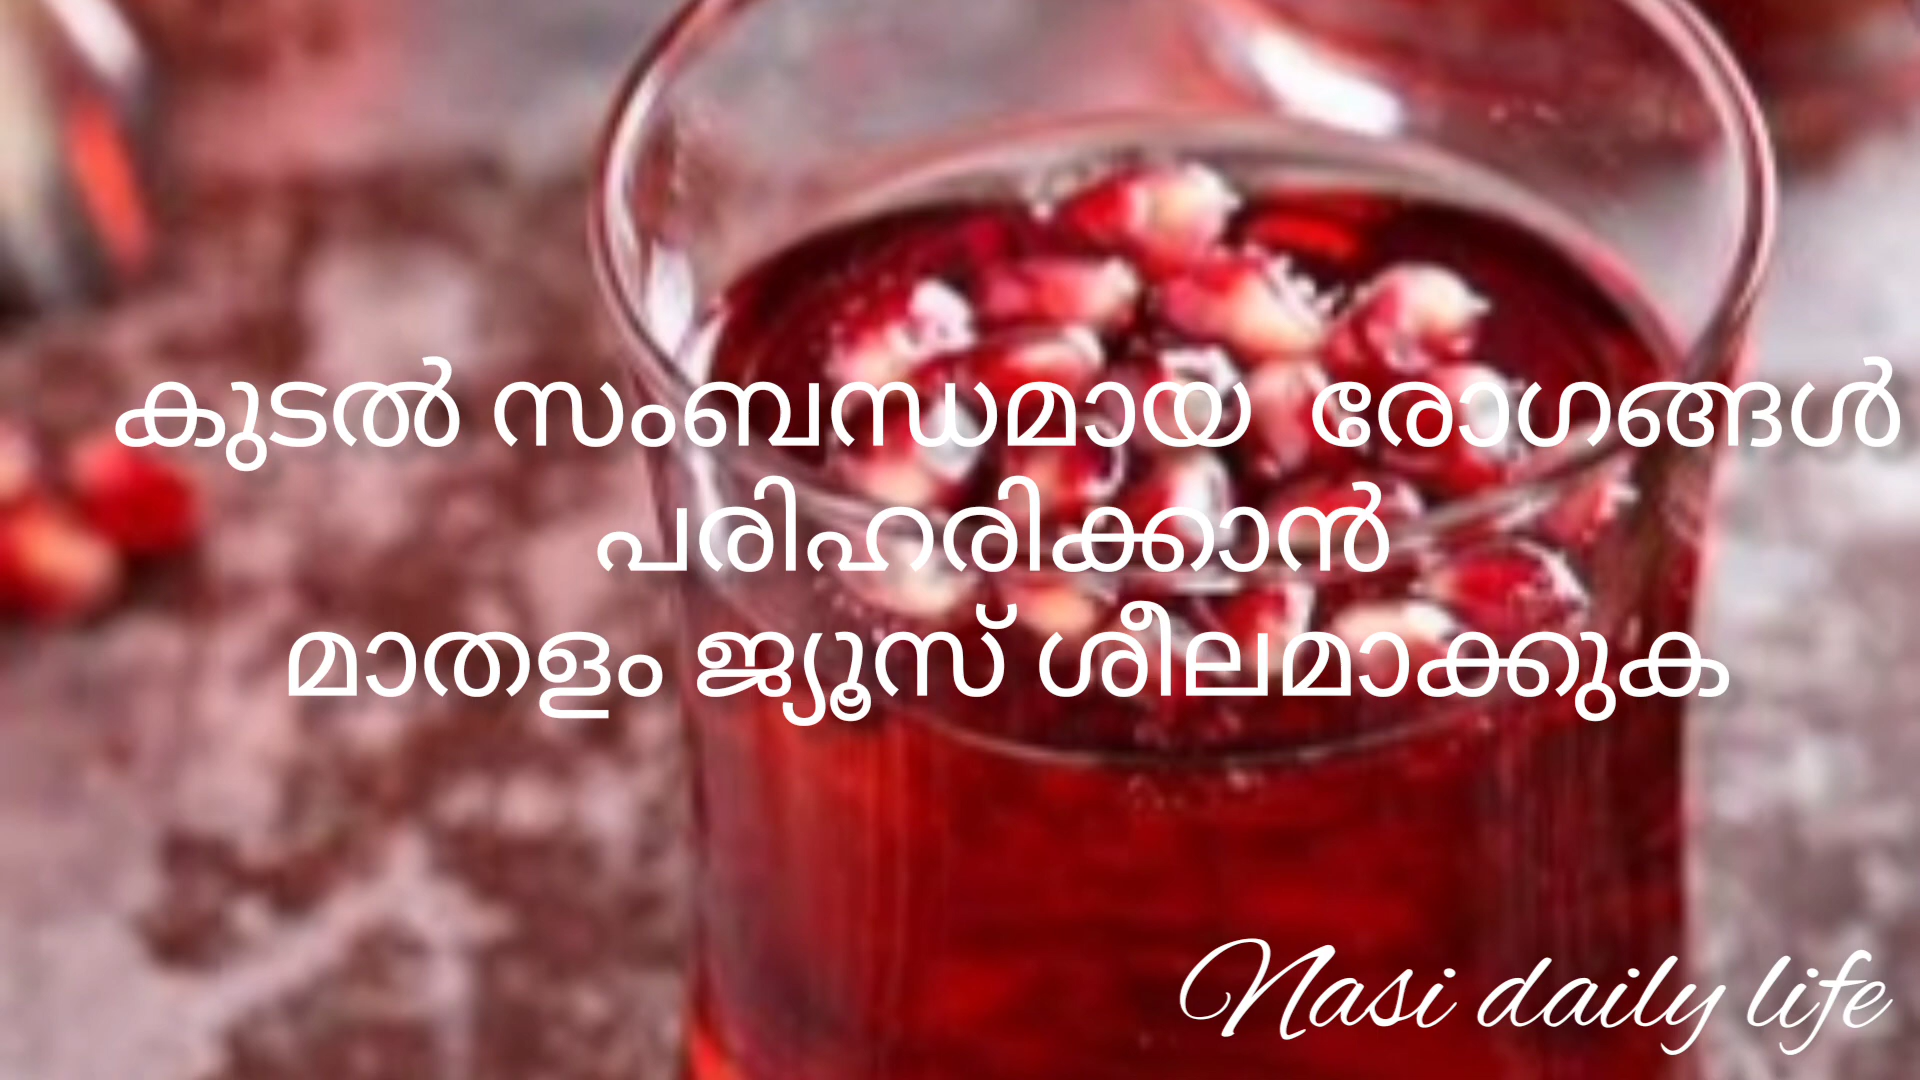 കുടൽ സംബന്ധമായ രോഗങ്ങൾ
പരിഹരിക്കാൻ
മാതളം ജ്യൂസ് ശീലമാക്കുക
Nasi daily life